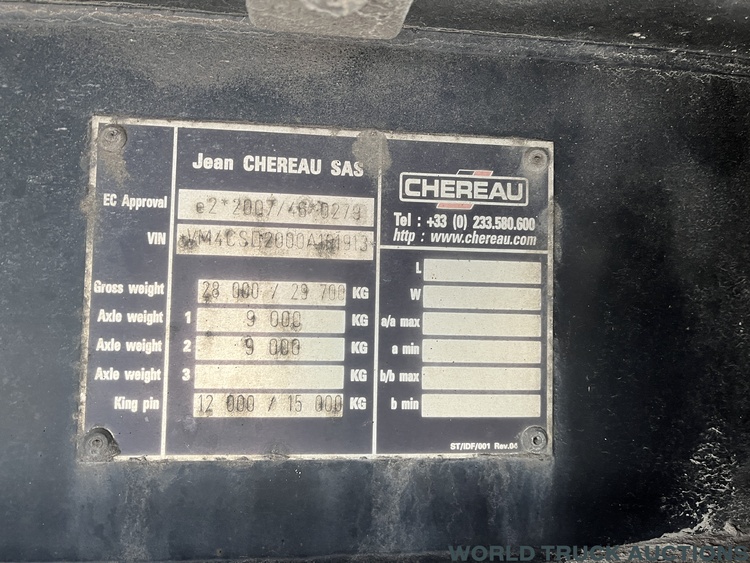 Jean CHEREAU SAS
EC Approval e2*2007/46*0279
VIN
Gross weight 28 000 / 29 700 KG
Axle weight 1 9 000 KG
Axle weight 2 9 000 KG
Axle weight 3 KG
King pin 12 000 / 15 000 KG
CHEREAU
Tel : +33 (0) 233.580.600
http : www.chereau.com
L
W
a/a max
a min
b/b max
b min
ST/IDF/001 Rev.04
WORLD TRUCK AUCTIONS